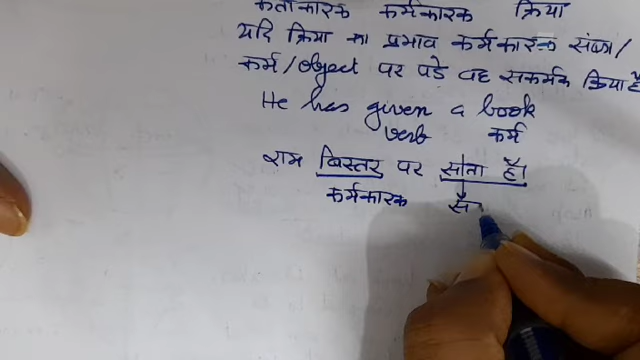 कर्ताकारक कर्मकारक क्रिया
यदि क्रिया का प्रभाव कर्मकारक संज्ञा/
कर्म/object पर पडे वह सकर्मक क्रिया है
He has given a book
verb कर्म
राम बिस्तर पर सोता है।
कर्मकारक